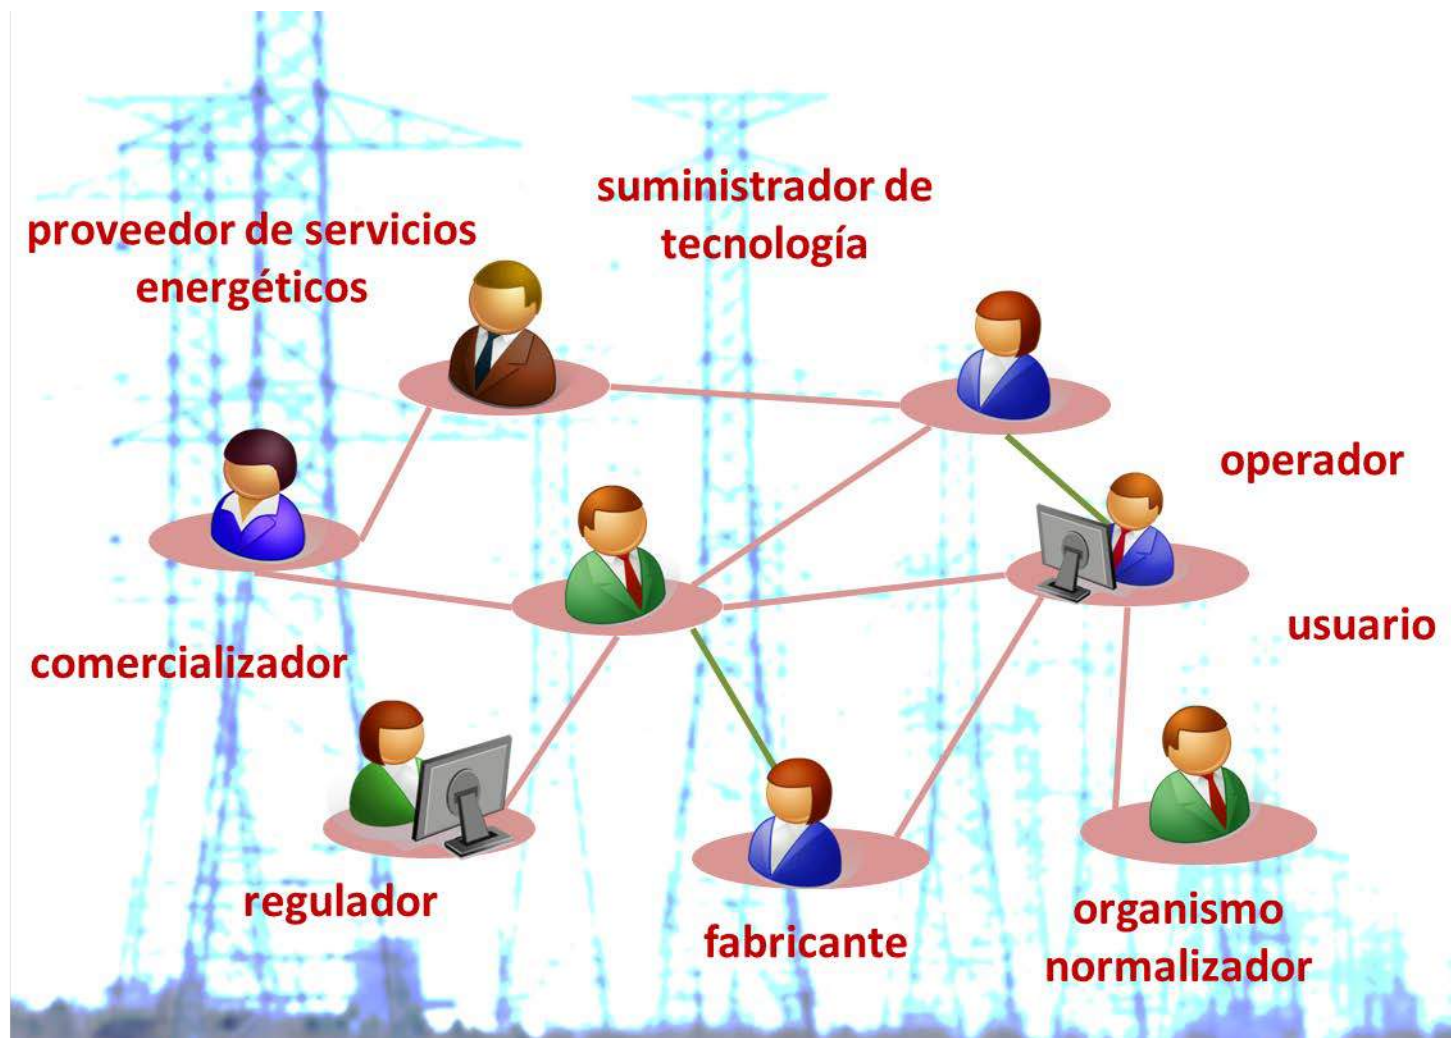 suministrador de
tecnología
proveedor de servicios
energéticos
operador
usuario
comercializador
regulador
fabricante
organismo
normalizador